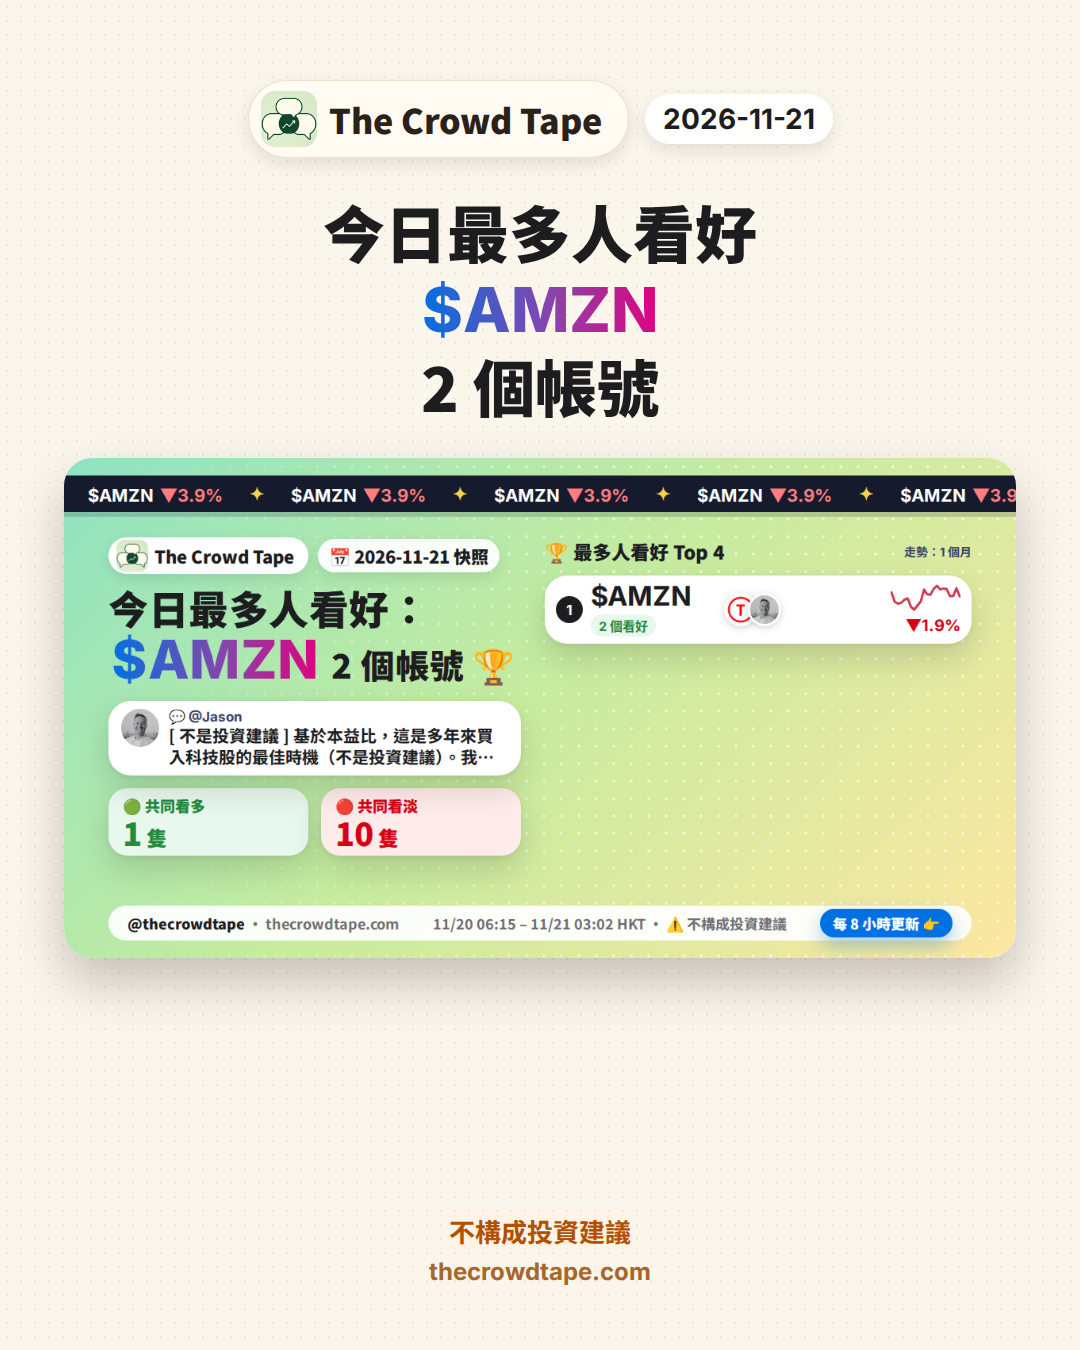 The Crowd Tape
2026-11-21
今日最多人看好
$AMZN
2 個帳號
$AMZN ▼3.9% ✦ $AMZN ▼3.9% ✦ $AMZN ▼3.9% ✦ $AMZN ▼3.9% ✦ $AMZN ▼3.9
The Crowd Tape
📅 2026-11-21 快照
今日最多人看好：
$AMZN 2 個帳號 🏆
💬 @Jason
[ 不是投資建議 ] 基於本益比，這是多年來買
入科技股的最佳時機（不是投資建議）。我…
🟢 共同看多
1 隻
🔴 共同看淡
10 隻
🏆 最多人看好 Top 4
走勢：1個月
1
$AMZN
2 個看好
T
▼1.9%
@thecrowdtape • thecrowdtape.com
11/20 06:15 – 11/21 03:02 HKT • ⚠️ 不構成投資建議
每 8 小時更新 👉
不構成投資建議
thecrowdtape.com